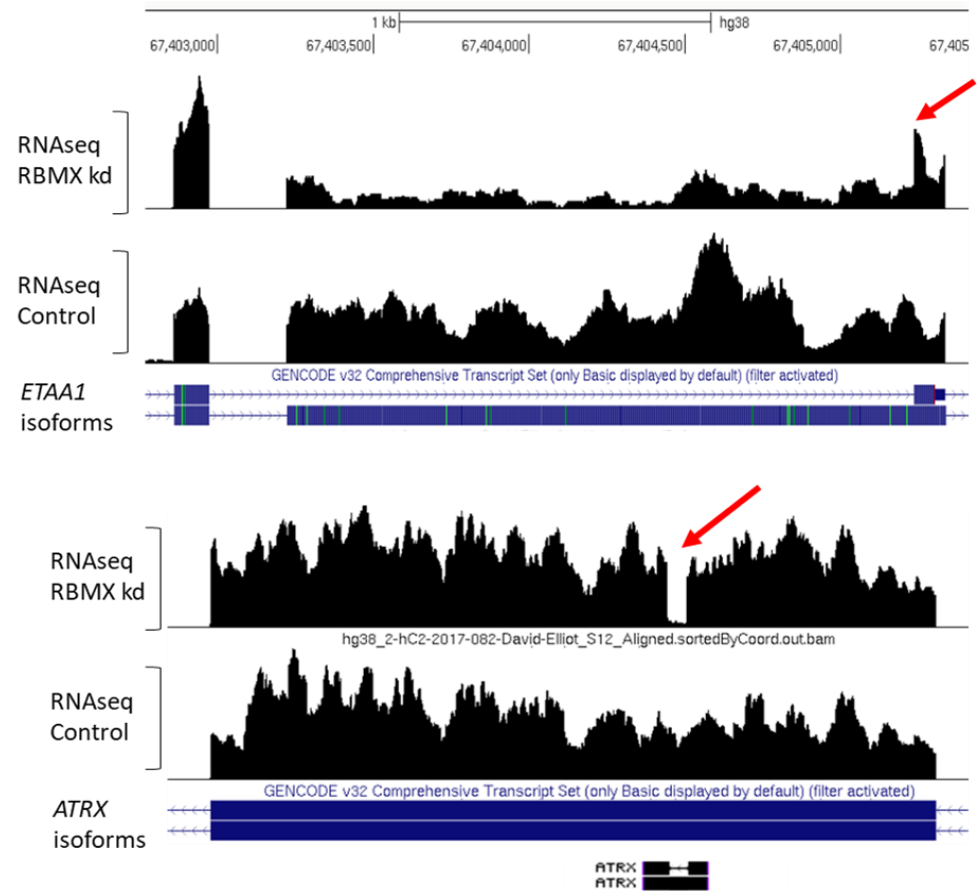 1 kb hg38
67,403,000 67,403,500 67,404,000 67,404,500 67,405,000 67,405
RNAseq
RBMX kd
RNAseq
Control
GENCODE v32 Comprehensive Transcript Set (only Basic displayed by default) (filter activated)
ETAA1
isoforms
RNAseq
RBMX kd
hg38_2-hC2-2017-082-David-Elliot_S12_Aligned.sortedByCoord.out.bam
RNAseq
Control
GENCODE v32 Comprehensive Transcript Set (only Basic displayed by default) (filter activated)
ATRX
isoforms
ATRX
ATRX